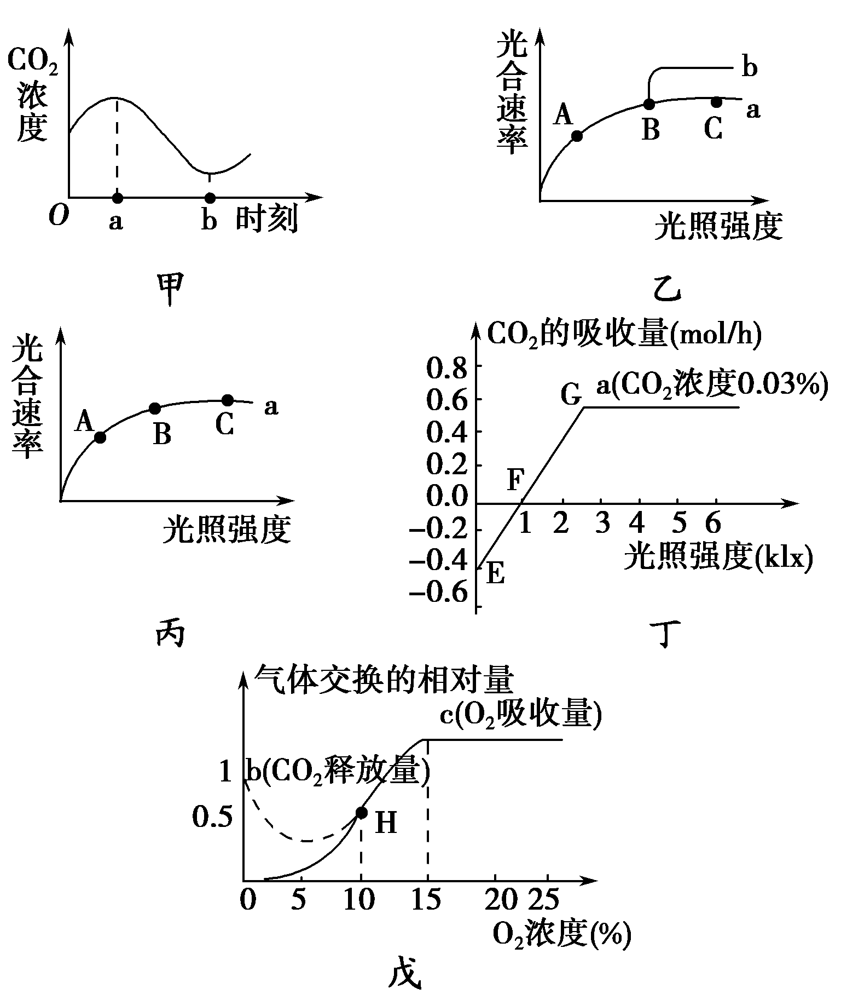 CO₂浓度
O
a
b
时刻
甲
光合速率
b
a
A
B
C
光照强度
乙
光合速率
A
B
C
a
光照强度
丙
CO₂的吸收量(mol/h)
0.8
0.6
0.4
0.2
0.0
−0.2
−0.4
−0.6
G
a(CO₂浓度0.03%)
F
E
1 2 3 4 5 6
光照强度(klx)
丁
气体交换的相对量
c(O₂吸收量)
1
b(CO₂释放量)
0.5
H
0 5 10 15 20 25
O₂浓度(%)
戊